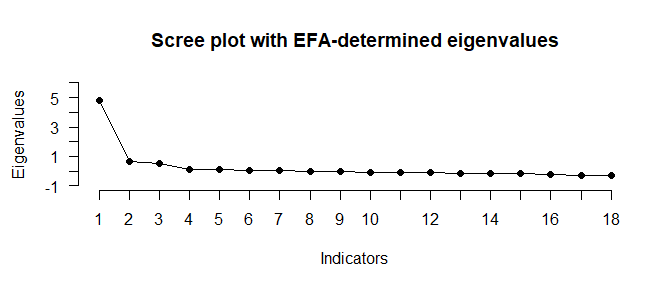 Scree plot with EFA-determined eigenvalues
Eigenvalues
5
3
1
-1
1 2 3 4 5 6 7 8 9 10 12 14 16 18
Indicators